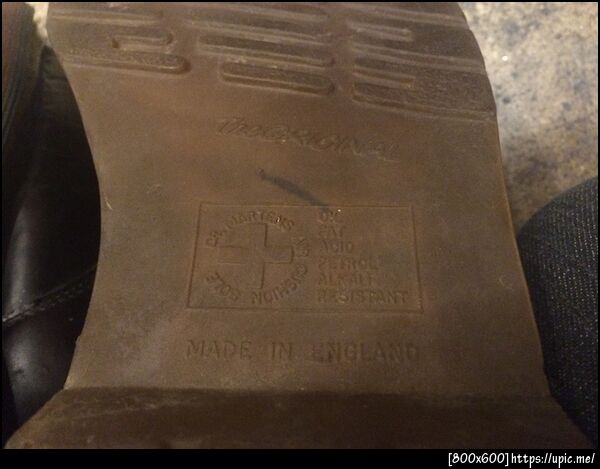 The ORIGINAL
DR. MARTENS AIR CUSHION SOLE
OIL
FAT
ACID
PETROL
ALKALI
RESISTANT
MADE IN ENGLAND
[800x600]https://upic.me/